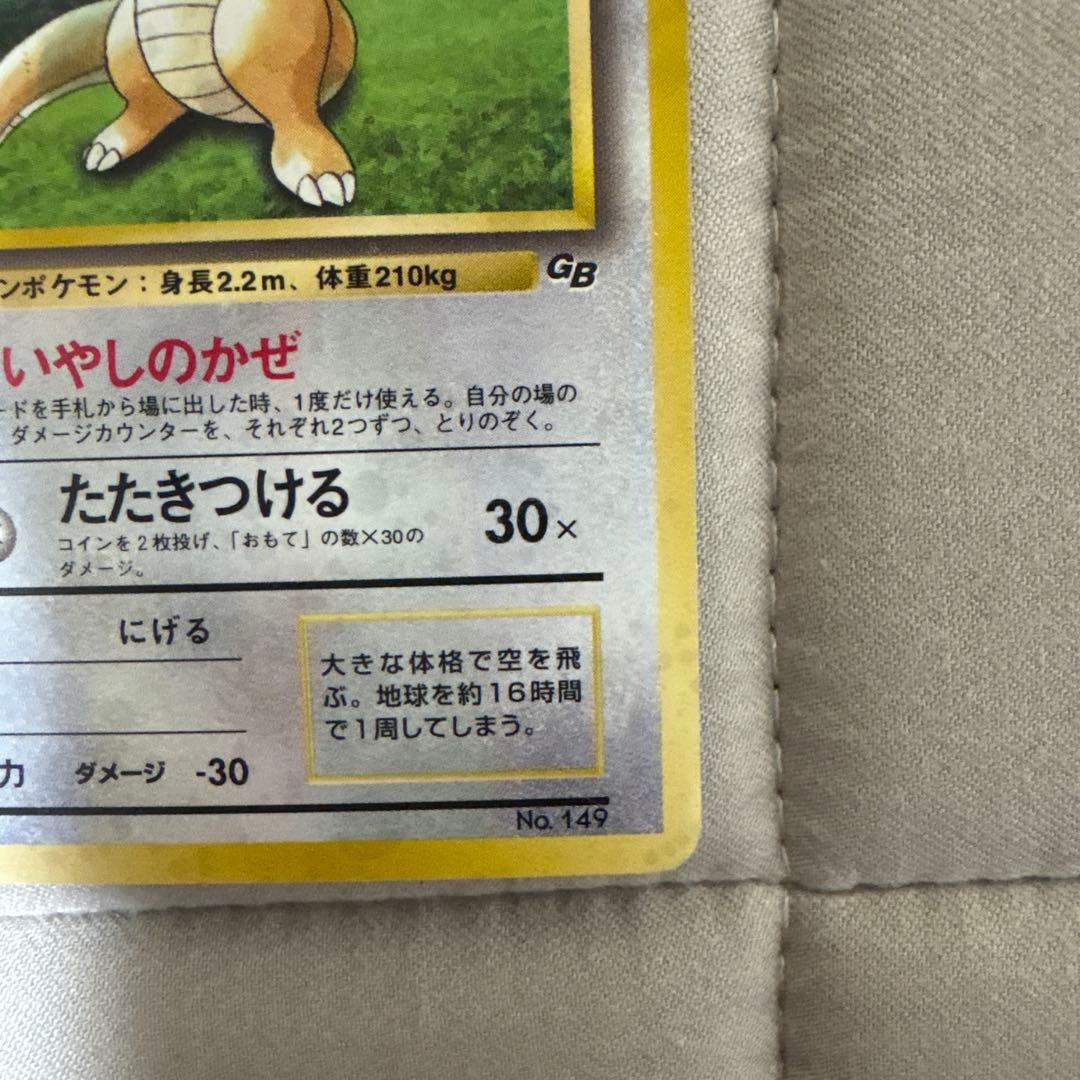 ンポケモン：身長2.2m、体重210kg
GB
いやしのかぜ
ードを手札から場に出した時、1度だけ使える。自分の場の
ダメージカウンターを、それぞれ2つずつ、とりのぞく。
たたきつける
30×
コインを2枚投げ、「おもて」の数×30の
ダメージ。
にげる
大きな体格で空を飛
ぶ。地球を約16時間
で1周してしまう。
力 ダメージ -30
No. 149